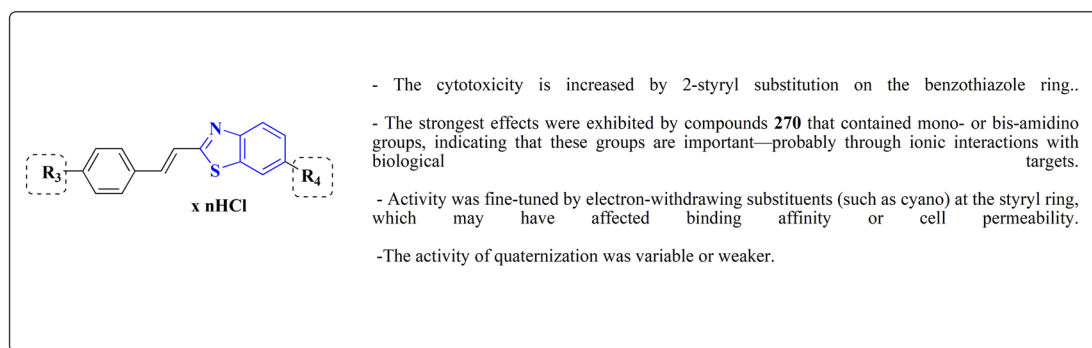 - The cytotoxicity is increased by 2-styryl substitution on the benzothiazole ring..
- The strongest effects were exhibited by compounds 270 that contained mono- or bis-amidino
groups, indicating that these groups are important—probably through ionic interactions with
biological targets.
- Activity was fine-tuned by electron-withdrawing substituents (such as cyano) at the styryl ring,
which may have affected binding affinity or cell permeability.
-The activity of quaternization was variable or weaker.
N
S
R3
R4
x nHCl